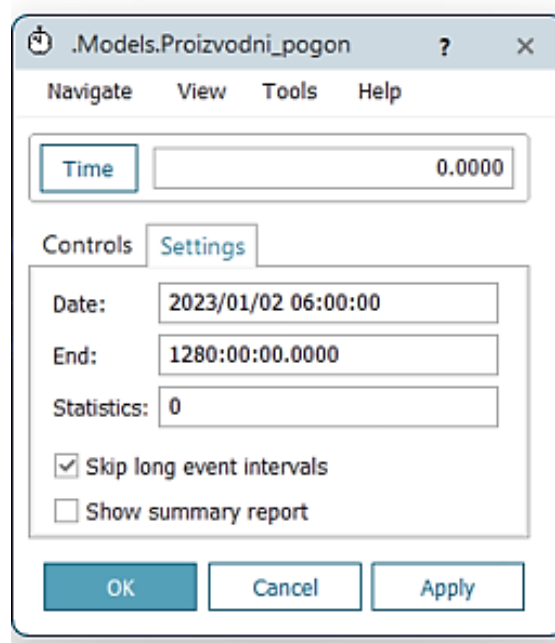 .Models.Proizvodni_pogon ? ×
Navigate View Tools Help
Time 0.0000
Controls Settings
Date: 2023/01/02 06:00:00
End: 1280:00:00.0000
Statistics: 0
Skip long event intervals
Show summary report
OK Cancel Apply